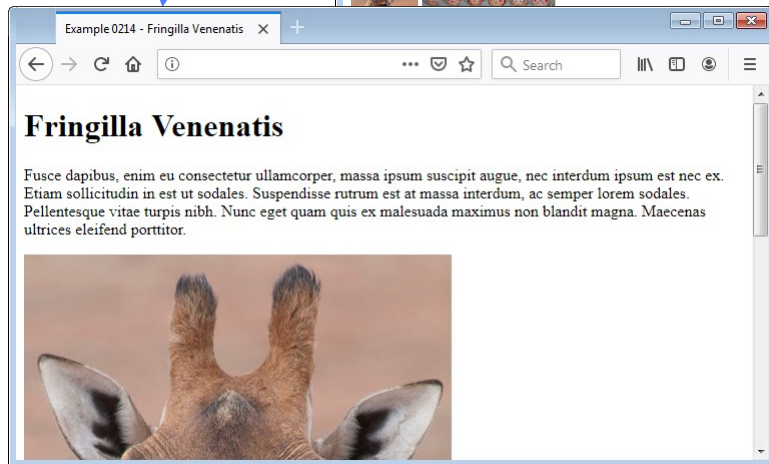 Example 0214 - Fringilla Venenatis
Search
Fringilla Venenatis
Fusce dapibus, enim eu consectetur ullamcorper, massa ipsum suscipit augue, nec interdum ipsum est nec ex.
Etiam sollicitudin in est ut sodales. Suspendisse rutrum est at massa interdum, ac semper lorem sodales.
Pellentesque vitae turpis nibh. Nunc eget quam quis ex malesuada maximus non blandit magna. Maecenas
ultrices eleifend porttitor.